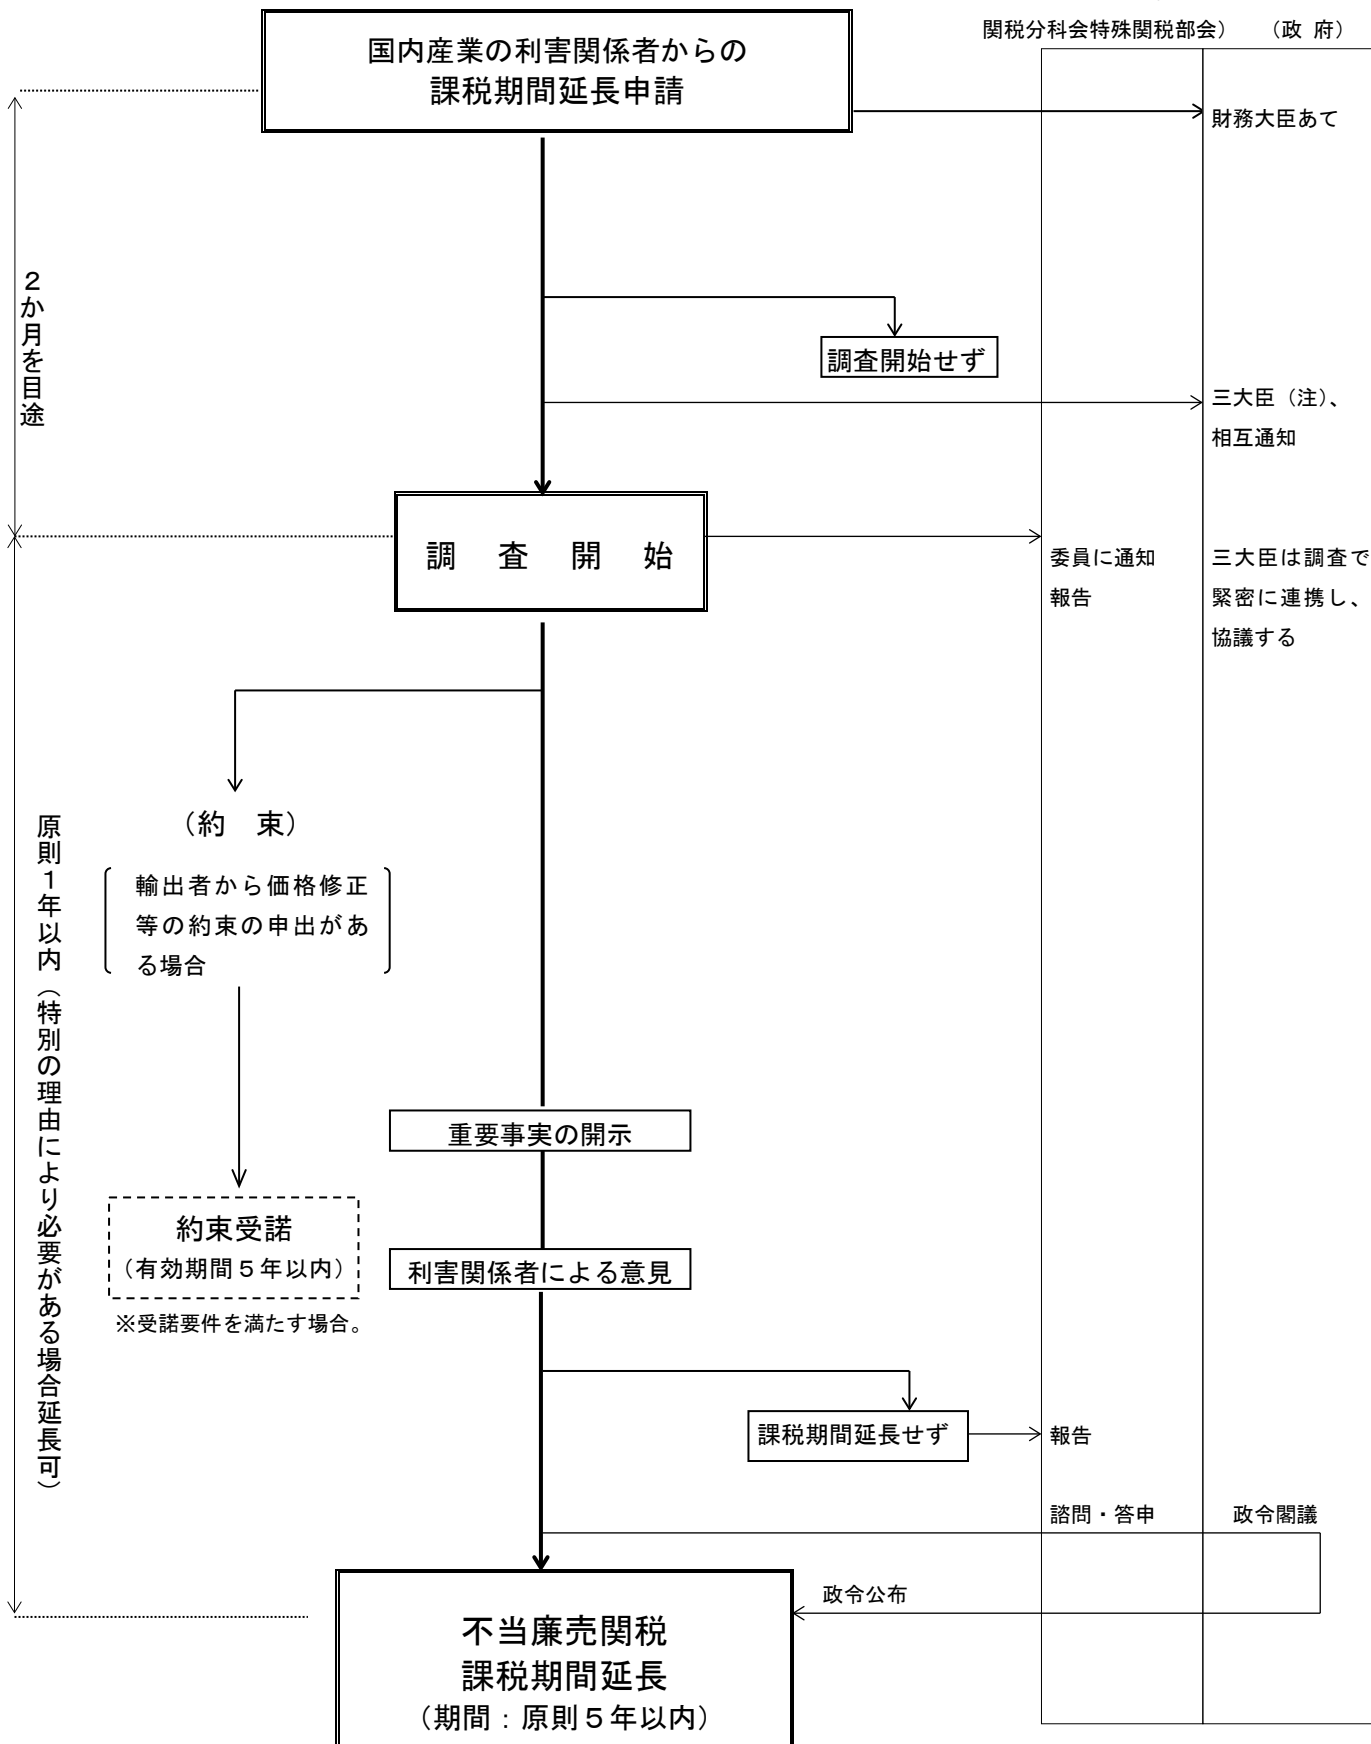 関税分科会特殊関税部会） （政 府）
国内産業の利害関係者からの
課税期間延長申請
財務大臣あて
２か月を目途
調査開始せず
三大臣（注）、
相互通知
調 査 開 始
委員に通知
報告
三大臣は調査で
緊密に連携し、
協議する
原則１年以内（特別の理由により必要がある場合延長可）
（約 束）
輸出者から価格修正
等の約束の申出があ
る場合
重要事実の開示
約束受諾
（有効期間５年以内）
※受諾要件を満たす場合。
利害関係者による意見
課税期間延長せず
報告
諮問・答申
政令閣議
政令公布
不当廉売関税
課税期間延長
（期間：原則５年以内）